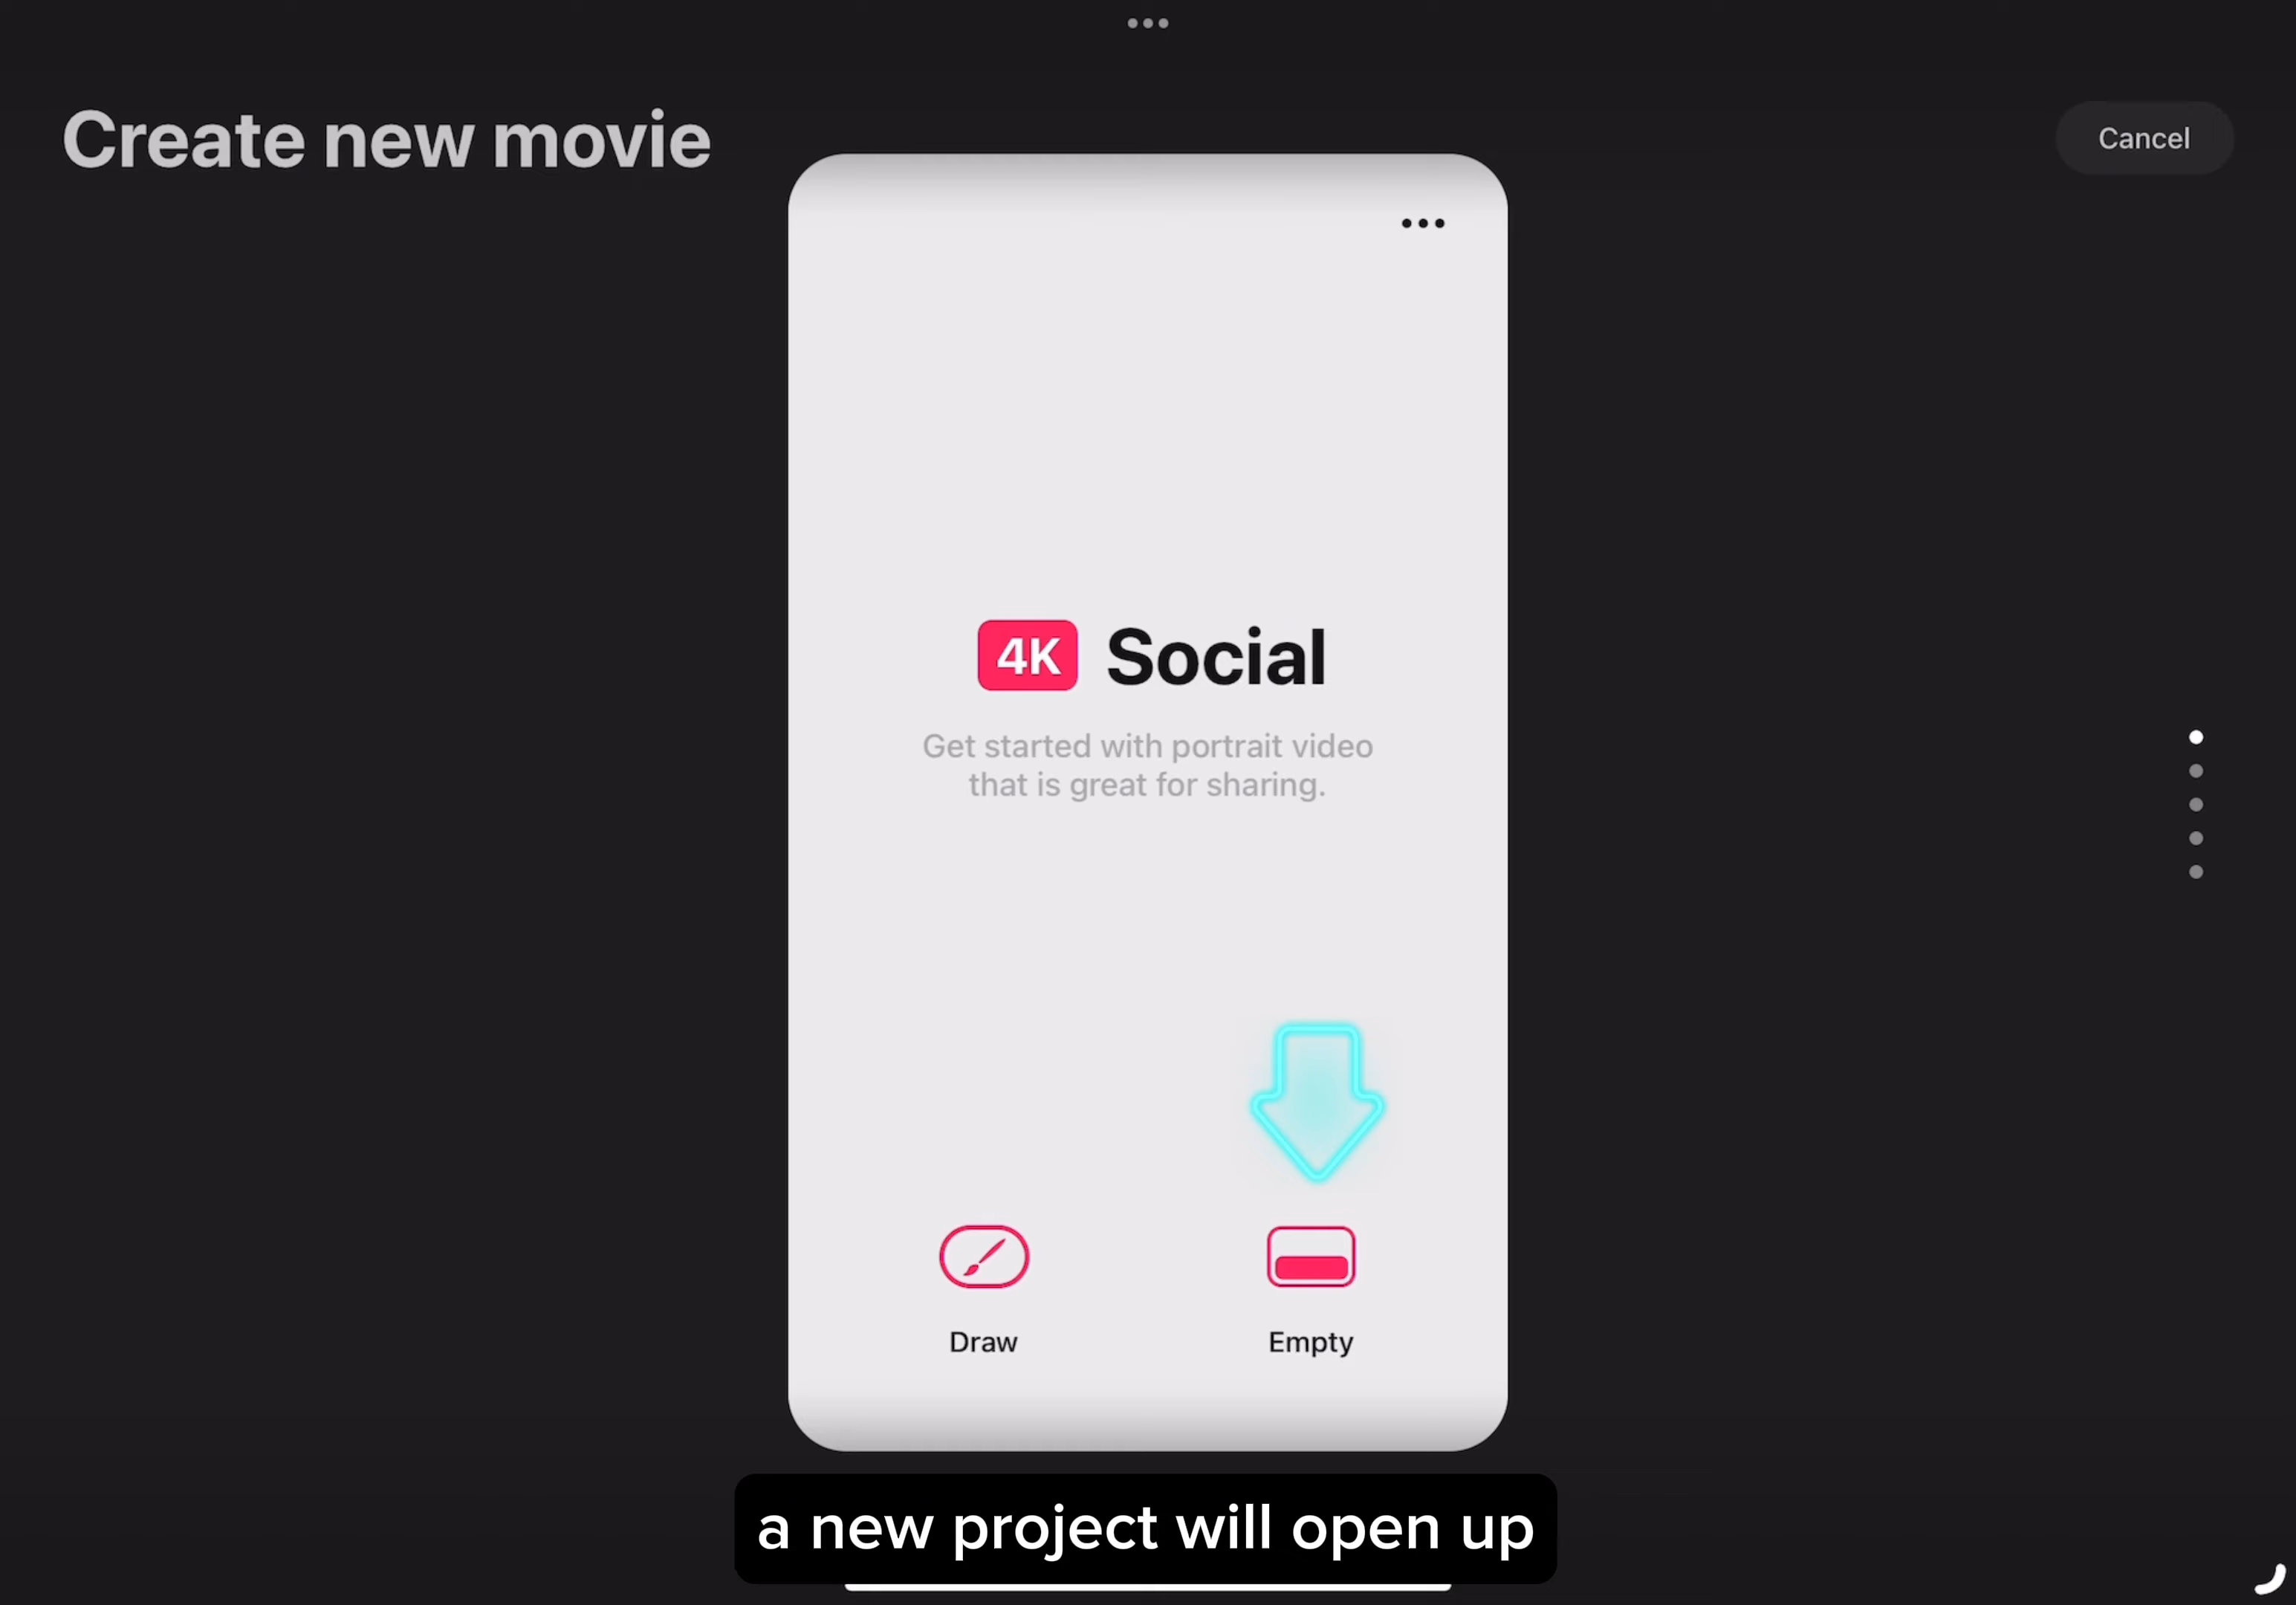 Create new movie
Cancel
4K Social
Get started with portrait video
that is great for sharing.
Draw
Empty
a new project will open up